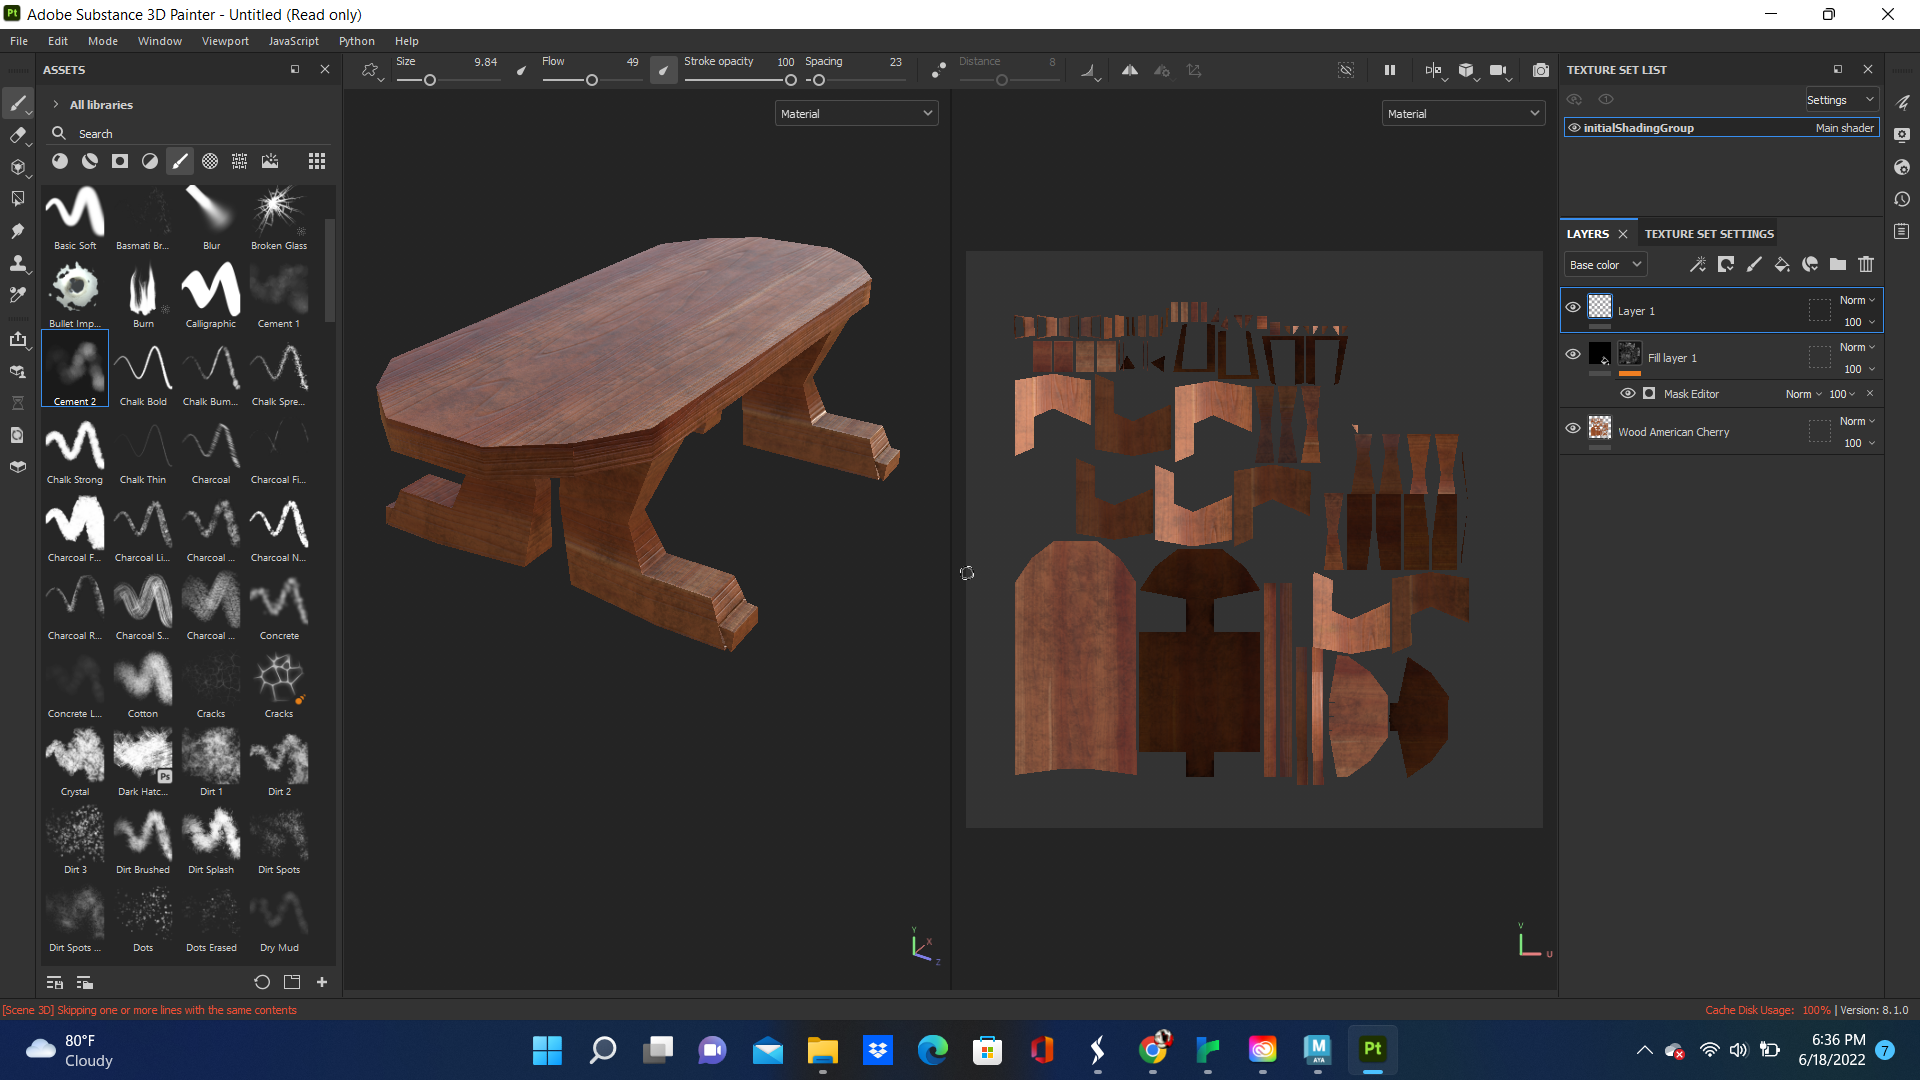 Pt Adobe Substance 3D Painter - Untitled (Read only)
File Edit Mode Window Viewport JavaScript Python Help
ASSETS
Size 9.84 Flow 49 Stroke opacity 100 Spacing 23 Distance 8
TEXTURE SET LIST
All libraries
Settings
Search
Material
Material
initialShadingGroup Main shader
Basic Soft Basmati Br... Blur Broken Glass
Bullet Imp... Burn Calligraphic Cement 1
Cement 2 Chalk Bold Chalk Bum... Chalk Spre...
Chalk Strong Chalk Thin Charcoal Charcoal Fi...
Charcoal F... Charcoal Li... Charcoal ... Charcoal N...
Charcoal R... Charcoal S... Charcoal ... Concrete
Concrete L... Cotton Cracks Cracks
Ps
Crystal Dark Hatc... Dirt 1 Dirt 2
Dirt 3 Dirt Brushed Dirt Splash Dirt Spots
Dirt Spots ... Dots Dots Erased Dry Mud
Y X Z
V U
LAYERS TEXTURE SET SETTINGS
Base color
Layer 1 Norm 100
Fill layer 1 Norm 100
Mask Editor Norm 100
Wood American Cherry Norm 100
[Scene 3D] Skipping one or more lines with the same contents
Cache Disk Usage: 100% | Version: 8.1.0
80°F
Cloudy
M
AYA
Pt
6:36 PM
6/18/2022
7